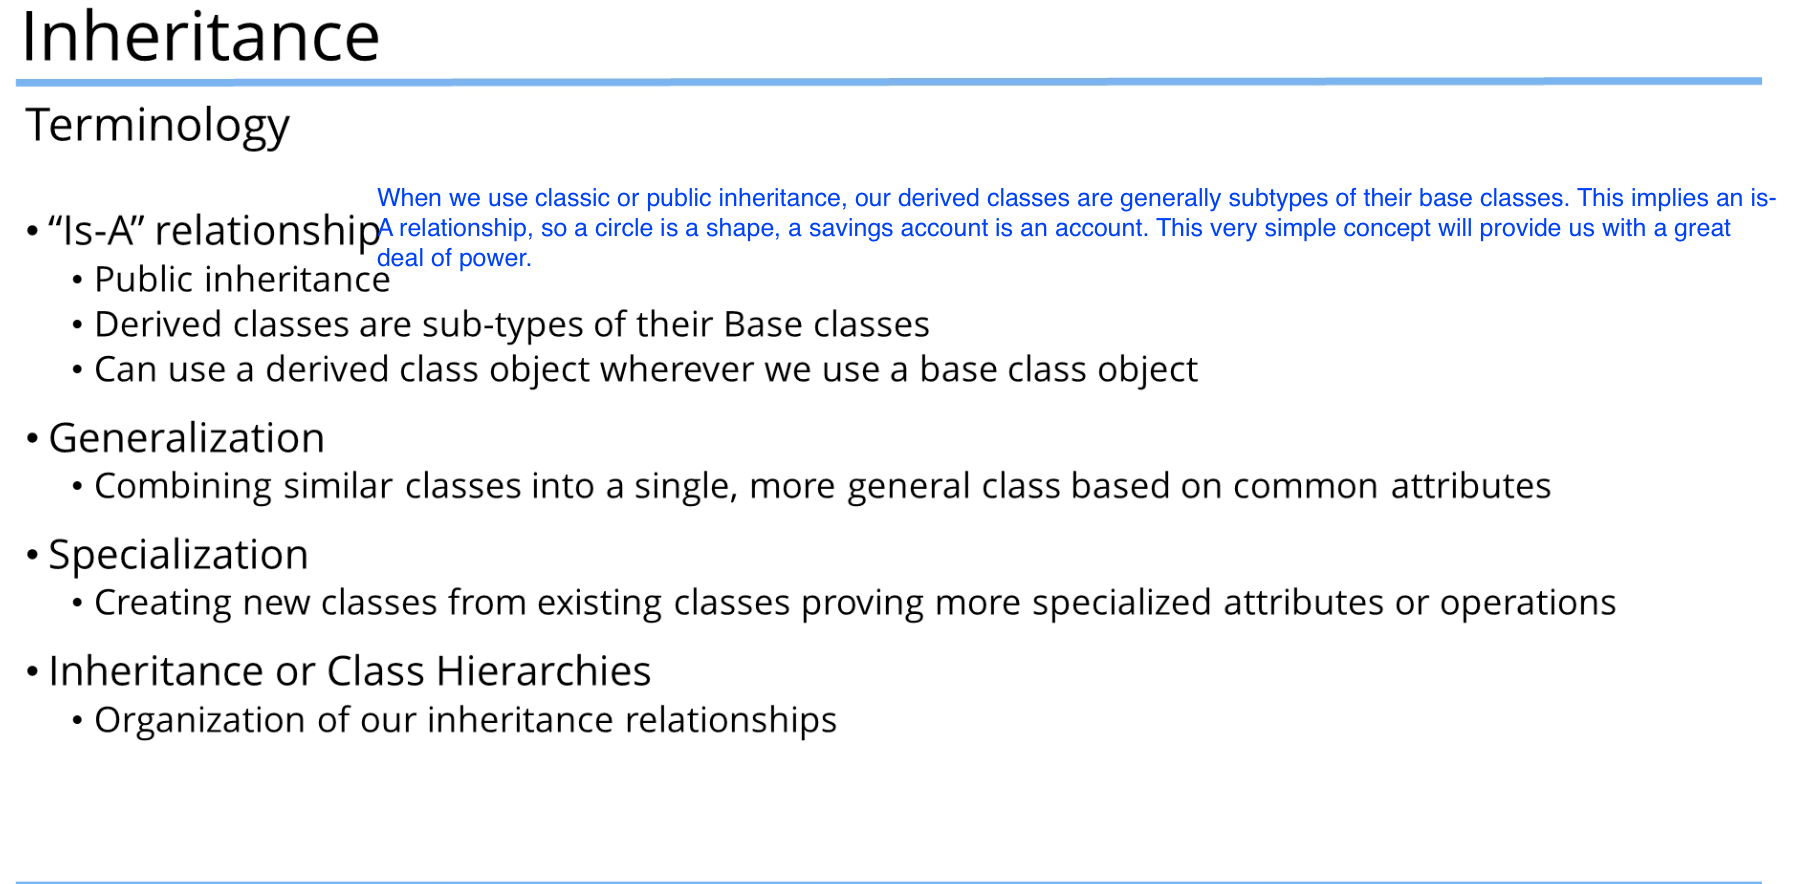 Inheritance
Terminology
When we use classic or public inheritance, our derived classes are generally subtypes of their base classes. This implies an is-
• “Is-A” relationship
A relationship, so a circle is a shape, a savings account is an account. This very simple concept will provide us with a great
deal of power.
• Public inheritance
• Derived classes are sub-types of their Base classes
• Can use a derived class object wherever we use a base class object
• Generalization
• Combining similar classes into a single, more general class based on common attributes
• Specialization
• Creating new classes from existing classes proving more specialized attributes or operations
• Inheritance or Class Hierarchies
• Organization of our inheritance relationships